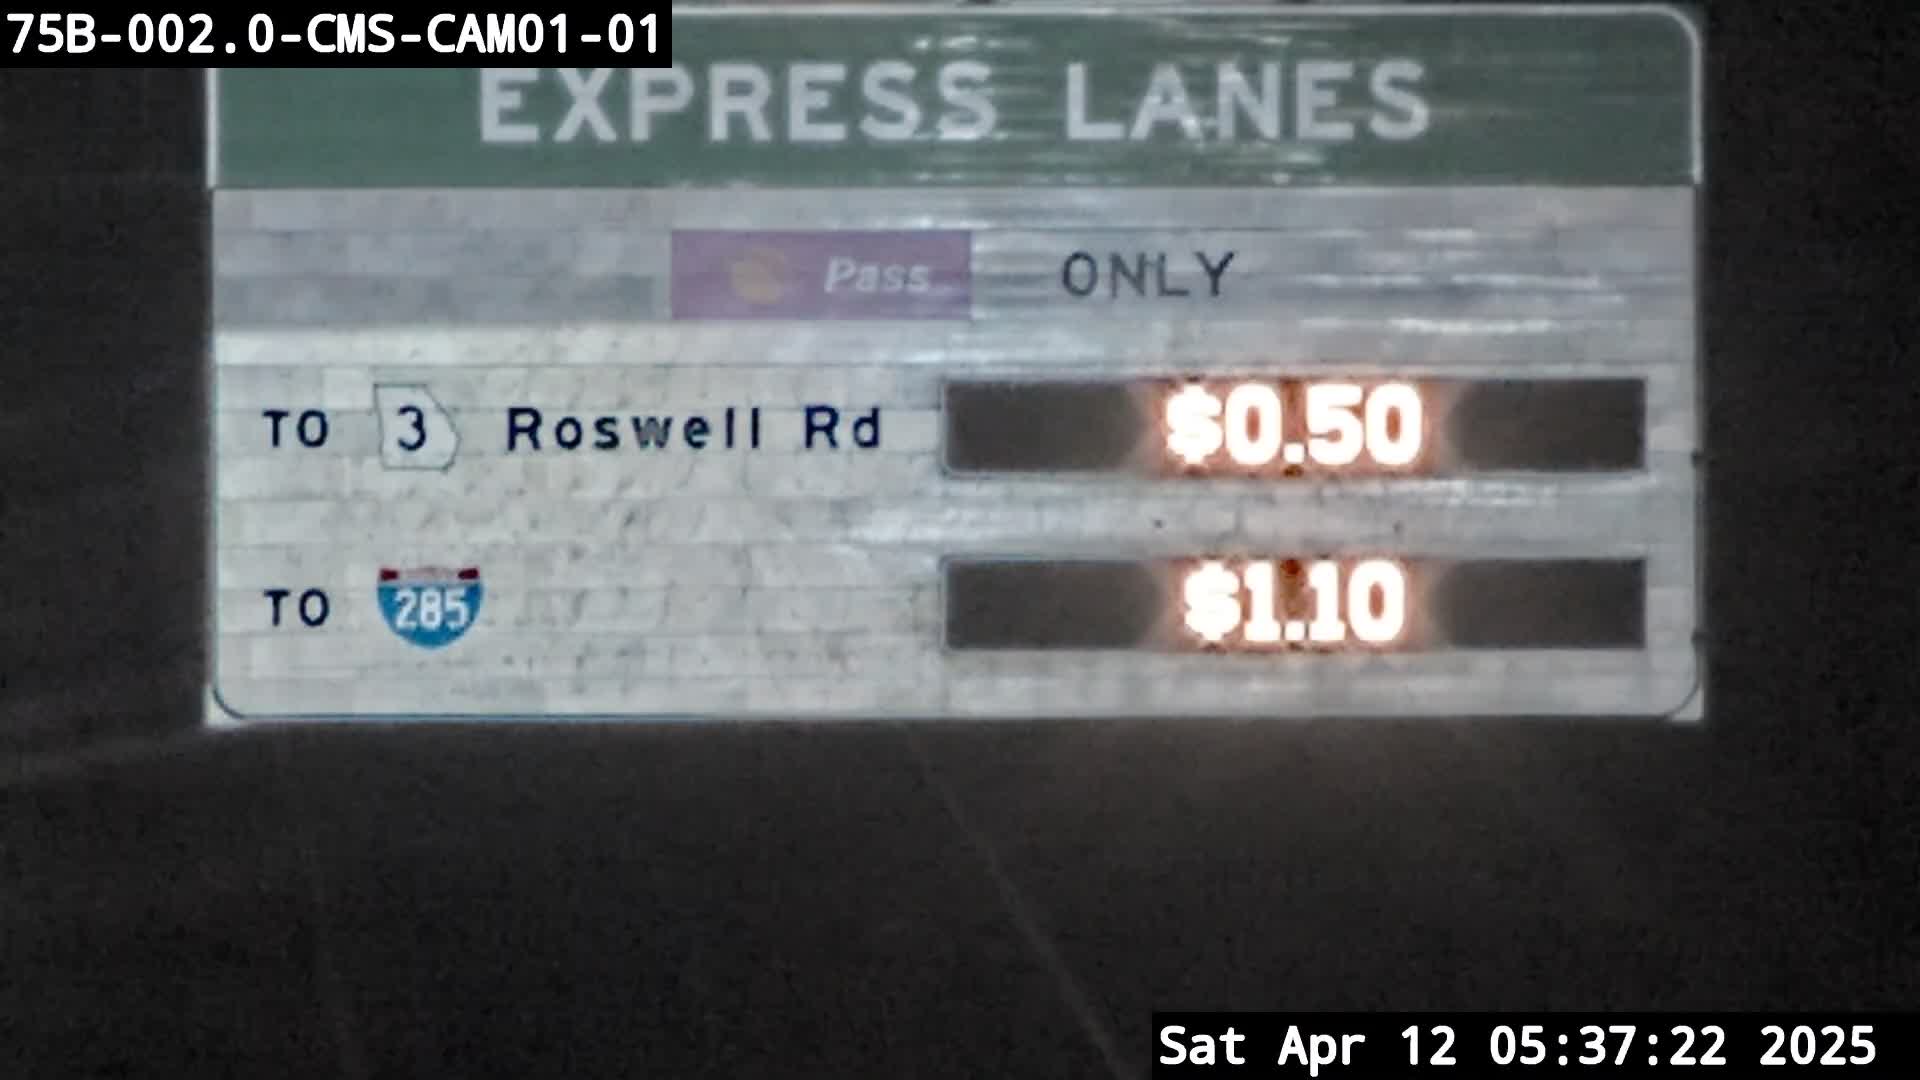 75B-002.0-CMS-CAM01-01
EXPRESS LANES
Pass ONLY
TO 3 Roswell Rd $0.50
TO 285 $1.10
Sat Apr 12 05:37:22 2025